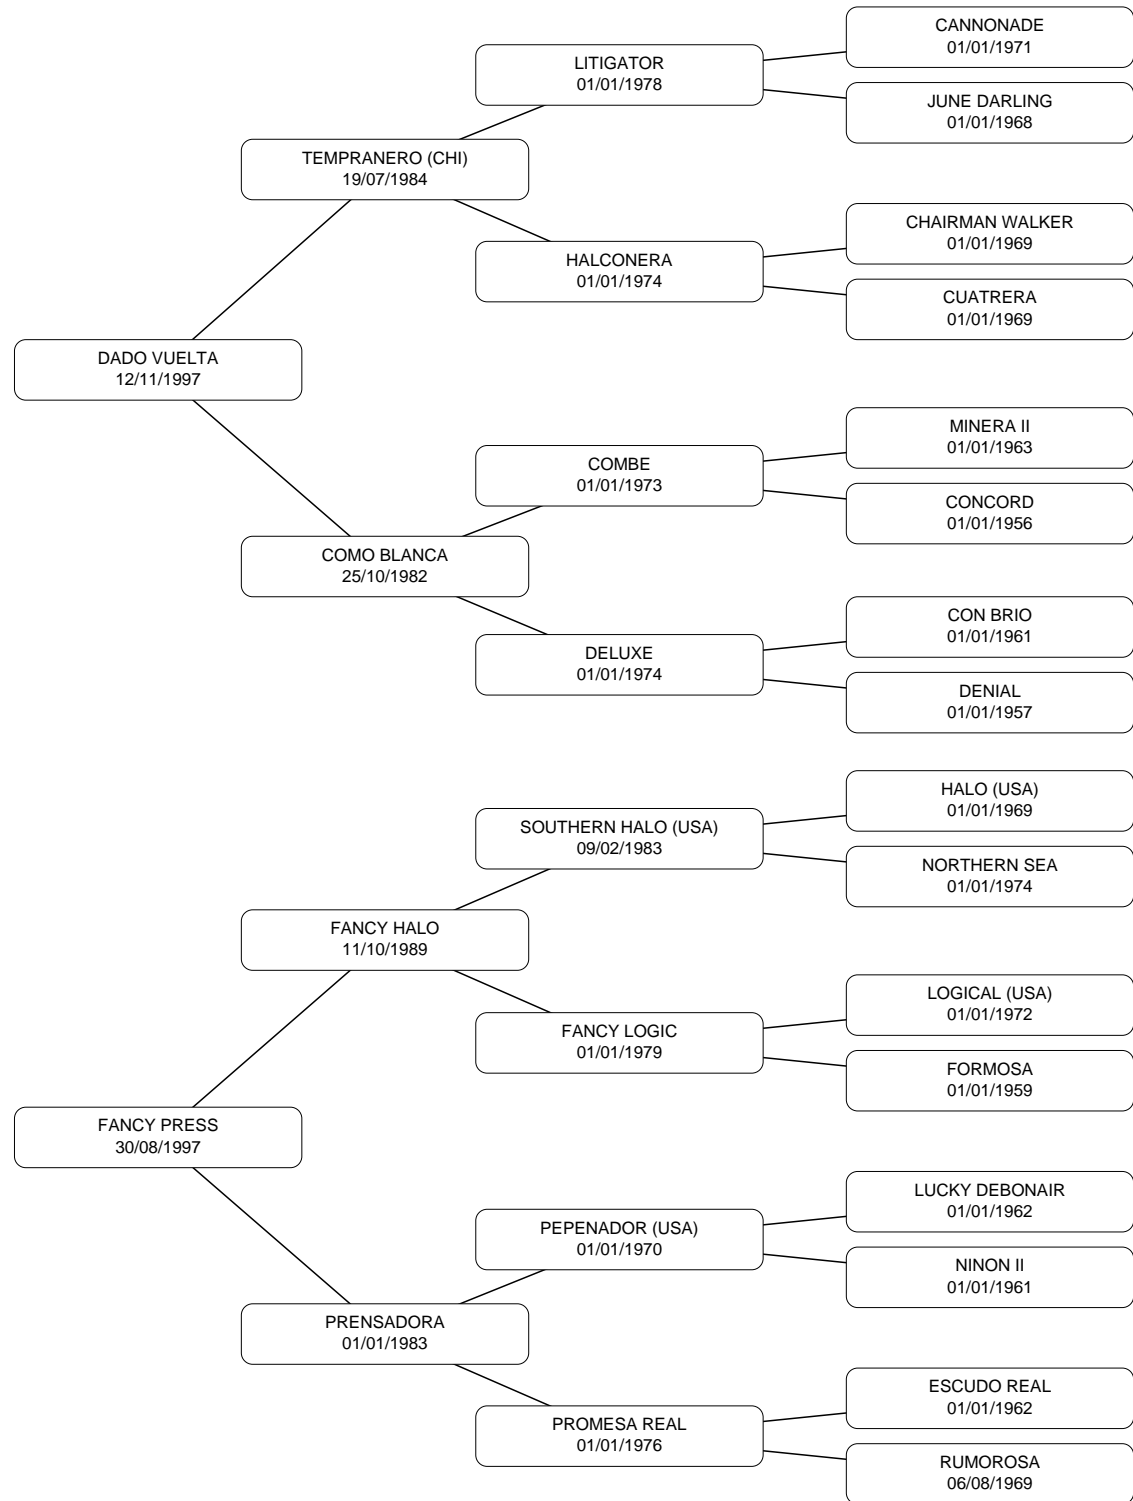 CANNONADE
01/01/1971
LITIGATOR
01/01/1978
JUNE DARLING
01/01/1968
TEMPRANERO (CHI)
19/07/1984
CHAIRMAN WALKER
01/01/1969
HALCONERA
01/01/1974
CUATRERA
01/01/1969
DADO VUELTA
12/11/1997
MINERA II
01/01/1963
COMBE
01/01/1973
CONCORD
01/01/1956
COMO BLANCA
25/10/1982
CON BRIO
01/01/1961
DELUXE
01/01/1974
DENIAL
01/01/1957
HALO (USA)
01/01/1969
SOUTHERN HALO (USA)
09/02/1983
NORTHERN SEA
01/01/1974
FANCY HALO
11/10/1989
LOGICAL (USA)
01/01/1972
FANCY LOGIC
01/01/1979
FORMOSA
01/01/1959
FANCY PRESS
30/08/1997
LUCKY DEBONAIR
01/01/1962
PEPENADOR (USA)
01/01/1970
NINON II
01/01/1961
PRENSADORA
01/01/1983
ESCUDO REAL
01/01/1962
PROMESA REAL
01/01/1976
RUMOROSA
06/08/1969